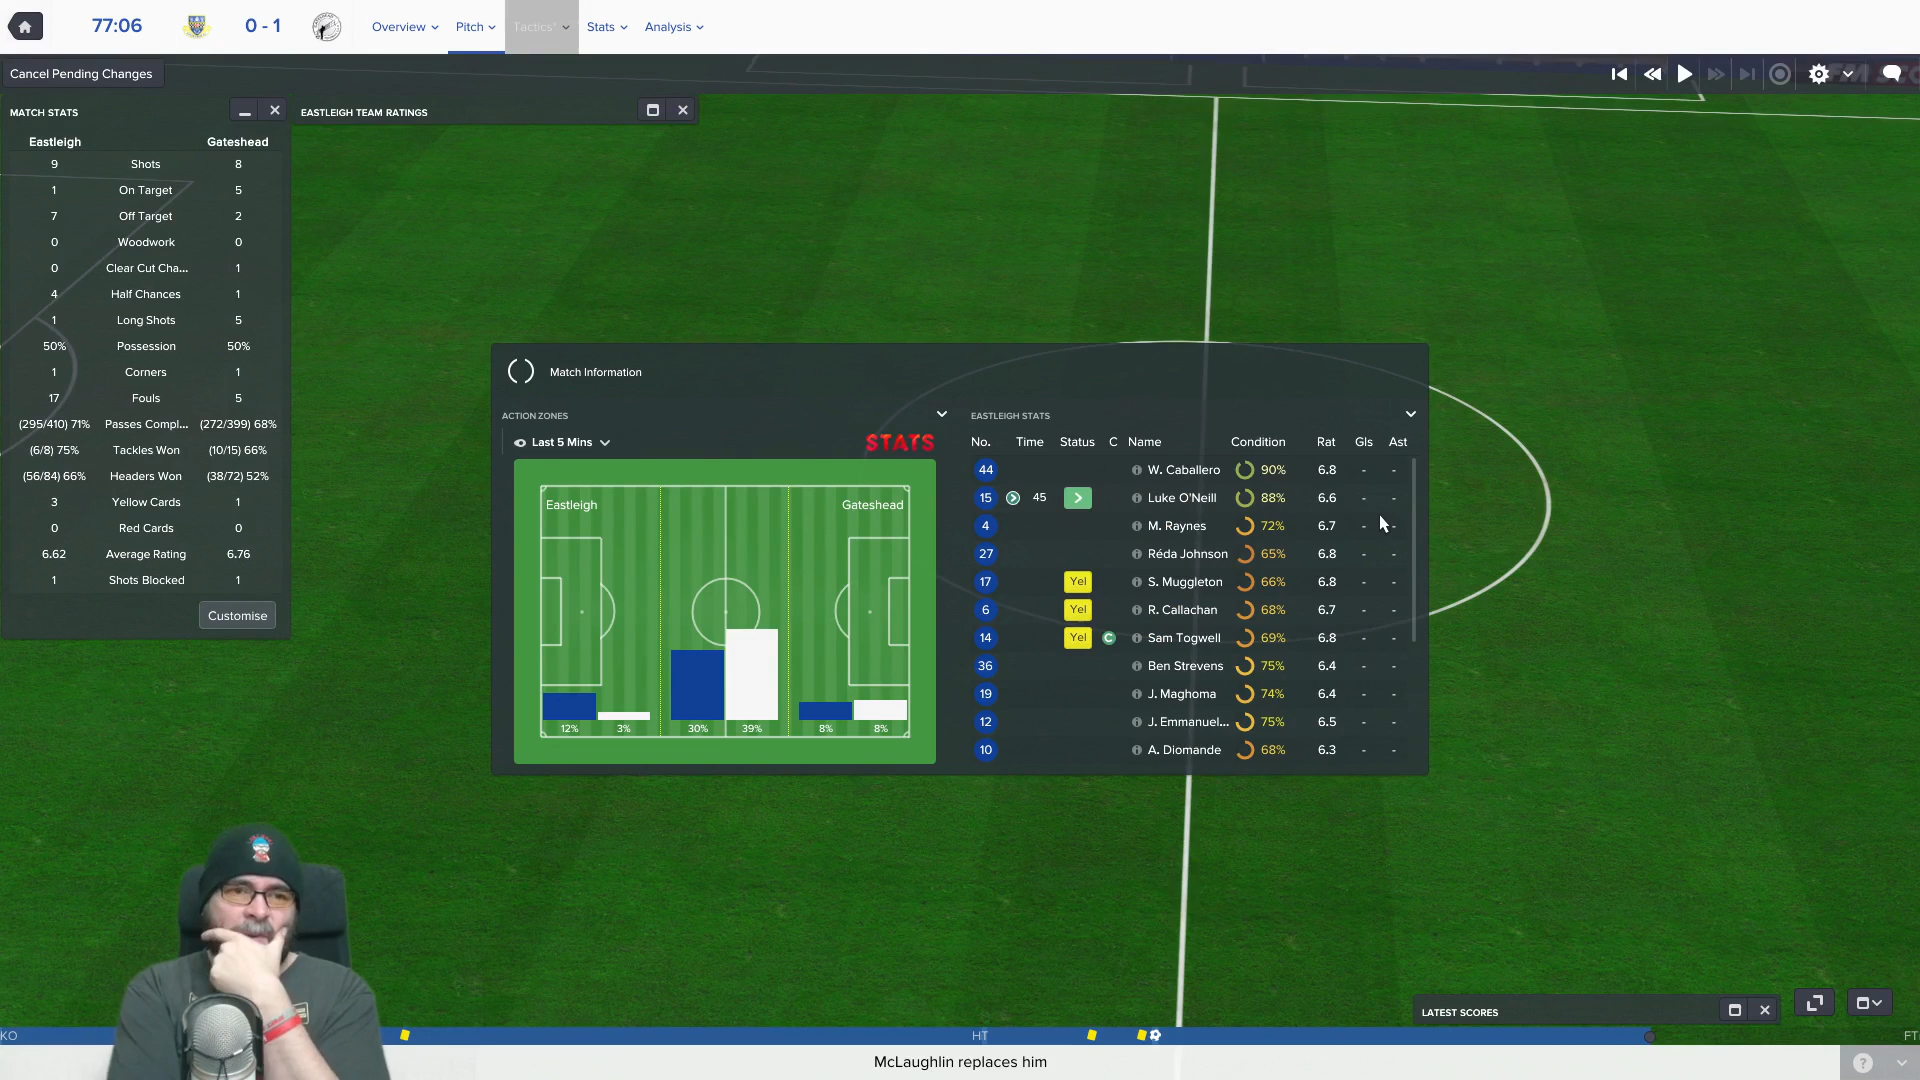 77:06
0 - 1
Overview
Pitch
Tactics*
Stats
Analysis
Cancel Pending Changes
MATCH STATS
Eastleigh Gateshead
9 Shots 8
1 On Target 5
7 Off Target 2
0 Woodwork 0
0 Clear Cut Cha... 1
4 Half Chances 1
1 Long Shots 5
50% Possession 50%
1 Corners 1
17 Fouls 5
(295/410) 71% Passes Compl... (272/399) 68%
(6/8) 75% Tackles Won (10/15) 66%
(56/84) 66% Headers Won (38/72) 52%
3 Yellow Cards 1
0 Red Cards 0
6.62 Average Rating 6.76
1 Shots Blocked 1
Customise
EASTLEIGH TEAM RATINGS
Match Information
ACTION ZONES
Last 5 Mins
STATS
Eastleigh Gateshead
12% 3% 30% 39% 8% 8%
EASTLEIGH STATS
No. Time Status C Name Condition Rat Gls Ast
44 W. Caballero 90% 6.8 - -
15 45 Luke O'Neill 88% 6.6 - -
4 M. Raynes 72% 6.7 - -
27 Réda Johnson 65% 6.8 - -
17 Yel S. Muggleton 66% 6.8 - -
6 Yel R. Callachan 68% 6.7 - -
14 Yel C Sam Togwell 69% 6.8 - -
36 Ben Strevens 75% 6.4 - -
19 J. Maghoma 74% 6.4 - -
12 J. Emmanuel... 75% 6.5 - -
10 A. Diomande 68% 6.3 - -
LATEST SCORES
KO
HT
FT
McLaughlin replaces him